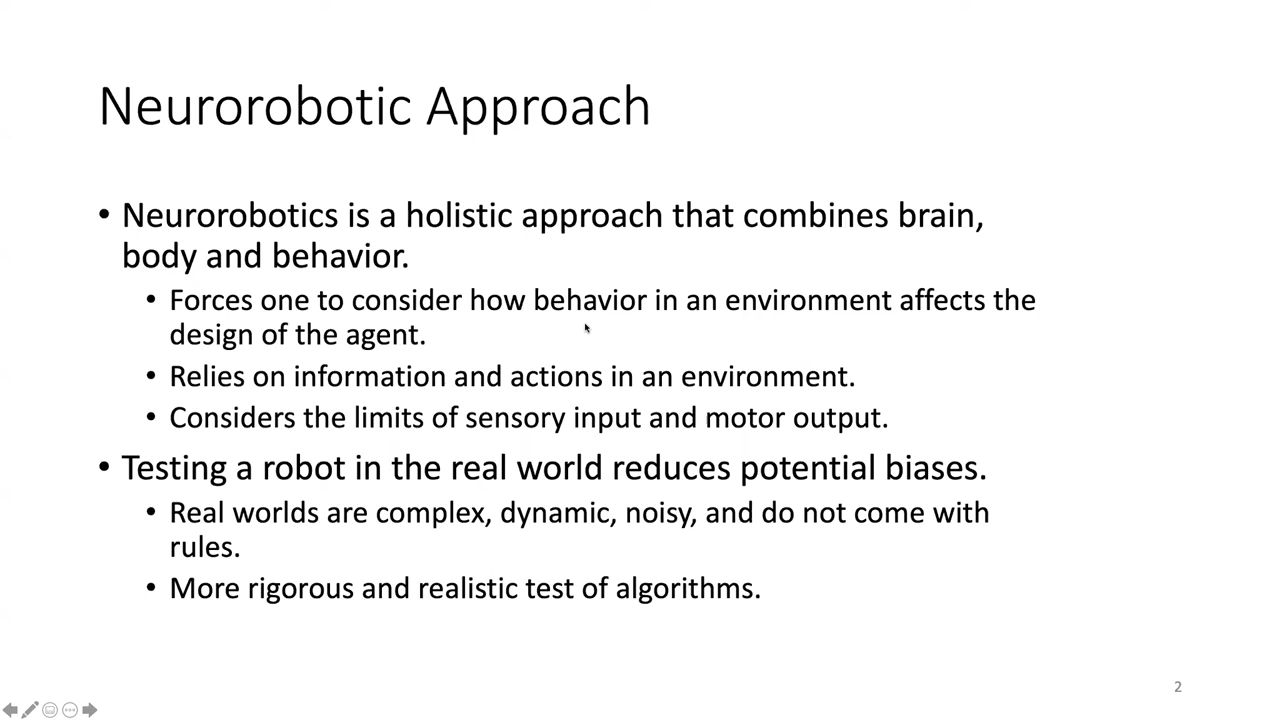 Neurorobotic Approach
• Neurorobotics is a holistic approach that combines brain,
body and behavior.
• Forces one to consider how behavior in an environment affects the
design of the agent.
• Relies on information and actions in an environment.
• Considers the limits of sensory input and motor output.
• Testing a robot in the real world reduces potential biases.
• Real worlds are complex, dynamic, noisy, and do not come with
rules.
• More rigorous and realistic test of algorithms.
2